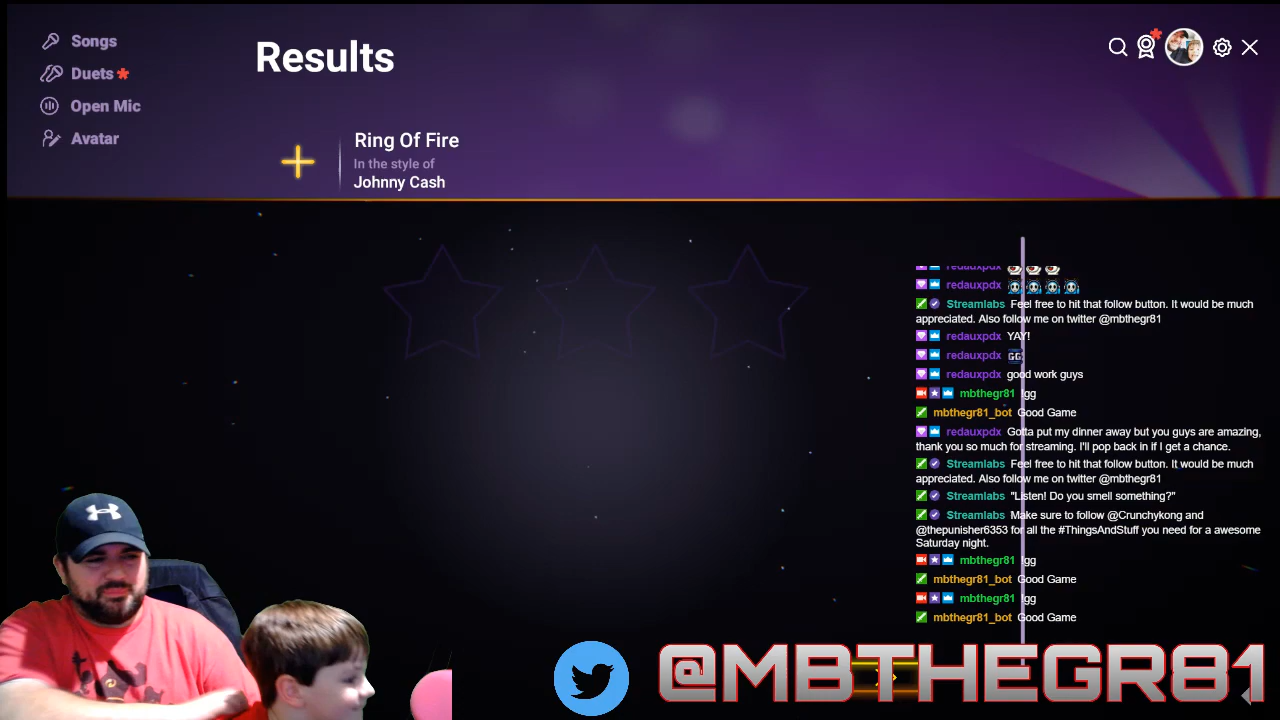 Songs
Duets
Open Mic
Avatar
Results
Ring Of Fire
In the style of
Johnny Cash
redauxpdx
redauxpdx
Streamlabs Feel free to hit that follow button. It would be much
appreciated. Also follow me on twitter @mbthegr81
redauxpdx YAY!
redauxpdx GG
redauxpdx good work guys
mbthegr81 !gg
mbthegr81_bot Good Game
redauxpdx Gotta put my dinner away but you guys are amazing,
thank you so much for streaming. I'll pop back in if I get a chance.
Streamlabs Feel free to hit that follow button. It would be much
appreciated. Also follow me on twitter @mbthegr81
Streamlabs "Listen! Do you smell something?"
Streamlabs Make sure to follow @Crunchykong and
@thepunisher6353 for all the #ThingsAndStuff you need for a awesome
Saturday night.
mbthegr81 !gg
mbthegr81_bot Good Game
mbthegr81 !gg
mbthegr81_bot Good Game
@MBTHEGR81